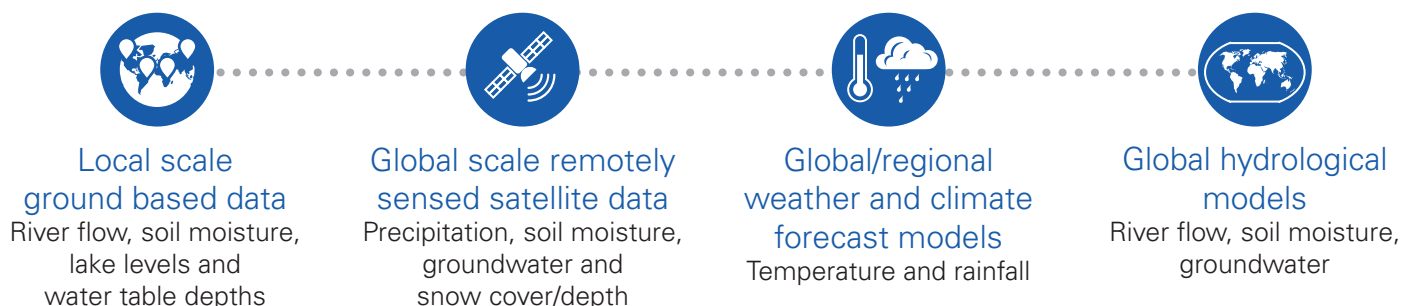 Local scale
ground based data
River flow, soil moisture,
lake levels and
water table depths
Global scale remotely
sensed satellite data
Precipitation, soil moisture,
groundwater and
snow cover/depth
Global/regional
weather and climate
forecast models
Temperature and rainfall
Global hydrological
models
River flow, soil moisture,
groundwater